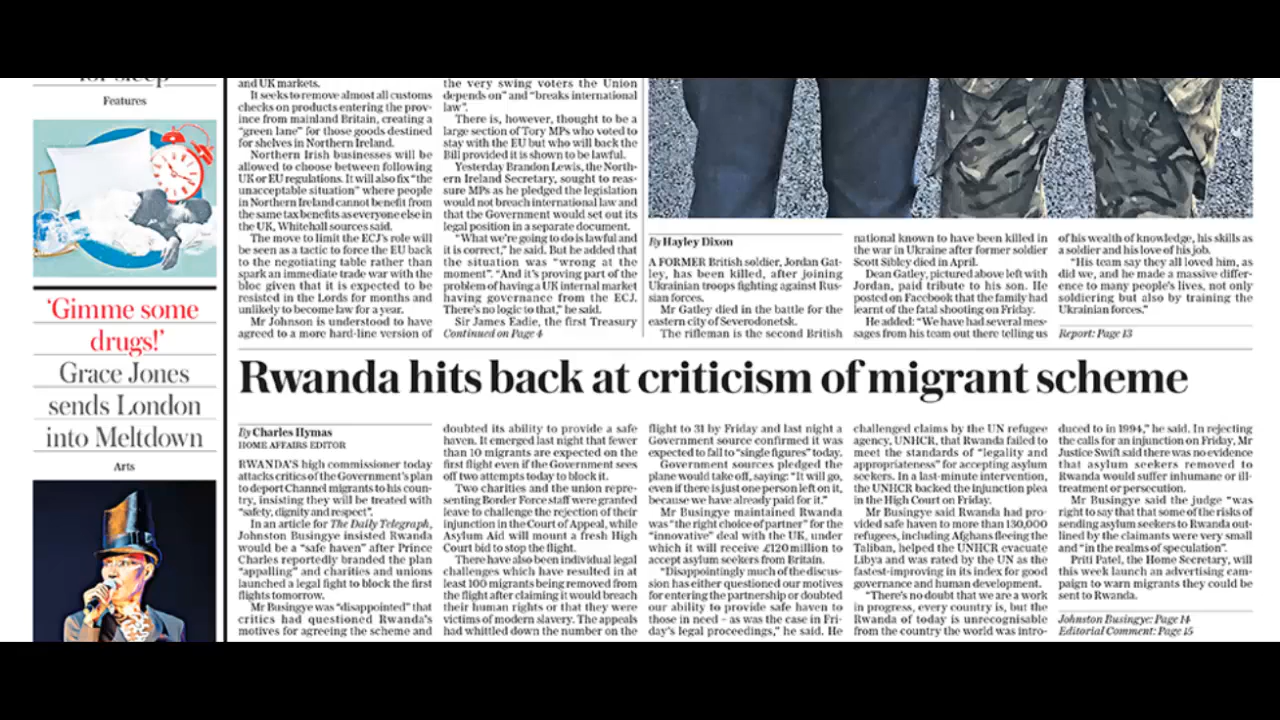 for sleep
Features
'Gimme some
drugs!'
Grace Jones
sends London
into Meltdown
Arts
and UK markets.
It seeks to remove almost all customs
checks on products entering the prov-
ince from mainland Britain, creating a
"green lane" for those goods destined
for shelves in Northern Ireland.
Northern Irish businesses will be
allowed to choose between following
UK or EU regulations. It will also fix "the
unacceptable situation" where people
in Northern Ireland cannot benefit from
the same tax benefits as everyone else in
the UK, Whitehall sources said.
The move to limit the ECJ's role will
be seen as a tactic to force the EU back
to the negotiating table rather than
spark an immediate trade war with the
bloc given that it is expected to be
resisted in the Lords for months and
unlikely to become law for a year.
Mr Johnson is understood to have
agreed to a more hard-line version of
the very swing voters the Union
depends on" and "breaks international
law".
There is, however, thought to be a
large section of Tory MPs who voted to
stay with the EU but who will back the
Bill provided it is shown to be lawful.
Yesterday Brandon Lewis, the North-
ern Ireland Secretary, sought to reas-
sure MPs as he pledged the legislation
would not breach international law and
that the Government would set out its
legal position in a separate document.
"What we're going to do is lawful and
it is correct," he said. But he added that
the situation was "wrong at the
moment". "And it's proving part of the
problem of having a UK internal market
having governance from the ECJ.
There's no logic to that," he said.
Sir James Eadie, the first Treasury
Continued on Page 4
By Hayley Dixon
A FORMER British soldier, Jordan Gat-
ley, has been killed, after joining
Ukrainian troops fighting against Rus-
sian forces.
Mr Gatley died in the battle for the
eastern city of Severodonetsk.
The rifleman is the second British
national known to have been killed in
the war in Ukraine after former soldier
Scott Sibley died in April.
Dean Gatley, pictured above left with
Jordan, paid tribute to his son. He
posted on Facebook that the family had
learnt of the fatal shooting on Friday.
He added: "We have had several mes-
sages from his team out there telling us
of his wealth of knowledge, his skills as
a soldier and his love of his job.
"His team say they all loved him, as
did we, and he made a massive differ-
ence to many people's lives, not only
soldiering but also by training the
Ukrainian forces."
Report: Page 13
Rwanda hits back at criticism of migrant scheme
By Charles Hymas
HOME AFFAIRS EDITOR
RWANDA'S high commissioner today
attacks critics of the Government's plan
to deport Channel migrants to his coun-
try, insisting they will be treated with
"safety, dignity and respect".
In an article for The Daily Telegraph,
Johnston Busingye insisted Rwanda
would be a "safe haven" after Prince
Charles reportedly branded the plan
"appalling" and charities and unions
launched a legal fight to block the first
flights tomorrow.
Mr Busingye was "disappointed" that
critics had questioned Rwanda's
motives for agreeing the scheme and
doubted its ability to provide a safe
haven. It emerged last night that fewer
than 10 migrants are expected on the
first flight even if the Government sees
off two attempts today to block it.
Two charities and the union repre-
senting Border Force staff were granted
leave to challenge the rejection of their
injunction in the Court of Appeal, while
Asylum Aid will mount a fresh High
Court bid to stop the flight.
There have also been individual legal
challenges which have resulted in at
least 100 migrants being removed from
the flight after claiming it would breach
their human rights or that they were
victims of modern slavery. The appeals
had whittled down the number on the
flight to 31 by Friday and last night a
Government source confirmed it was
expected to fall to "single figures" today.
Government sources pledged the
plane would take off, saying: "It will go,
even if there is just one person left on it,
because we have already paid for it."
Mr Busingye maintained Rwanda
was "the right choice of partner" for the
"innovative" deal with the UK, under
which it will receive £120 million to
accept asylum seekers from Britain.
"Disappointingly much of the discus-
sion has either questioned our motives
for entering the partnership or doubted
our ability to provide safe haven to
those in need – as was the case in Fri-
day's legal proceedings," he said. He
challenged claims by the UN refugee
agency, UNHCR, that Rwanda failed to
meet the standards of "legality and
appropriateness" for accepting asylum
seekers. In a last-minute intervention,
the UNHCR backed the injunction plea
in the High Court on Friday.
Mr Busingye said Rwanda had pro-
vided safe haven to more than 130,000
refugees, including Afghans fleeing the
Taliban, helped the UNHCR evacuate
Libya and was rated by the UN as the
fastest-improving in its index for good
governance and human development.
"There's no doubt that we are a work
in progress, every country is, but the
Rwanda of today is unrecognisable
from the country the world was intro-
duced to in 1994," he said. In rejecting
the calls for an injunction on Friday, Mr
Justice Swift said there was no evidence
that asylum seekers removed to
Rwanda would suffer inhumane or ill-
treatment or persecution.
Mr Busingye said the judge "was
right to say that some of the risks of
sending asylum seekers to Rwanda out-
lined by the claimants were very small
and "in the realms of speculation".
Priti Patel, the Home Secretary, will
this week launch an advertising cam-
paign to warn migrants they could be
sent to Rwanda.
Johnston Busingye: Page 14
Editorial Comment: Page 15